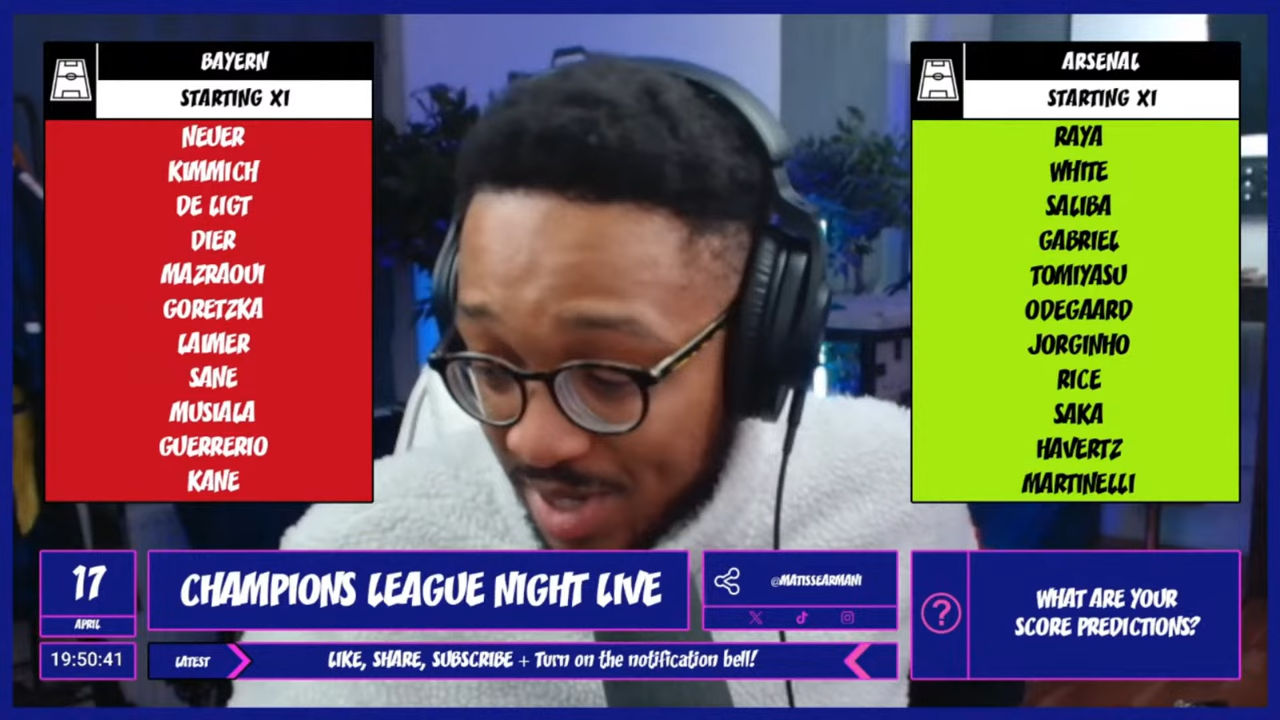 BAYERN
STARTING XI
NEUER
KIMMICH
DE LIGT
DIER
MAZRAOUI
GORETZKA
LAIMER
SANE
MUSIALA
GUERRERIO
KANE
ARSENAL
STARTING XI
RAYA
WHITE
SALIBA
GABRIEL
TOMIYASU
ODEGAARD
JORGINHO
RICE
SAKA
HAVERTZ
MARTINELLI
17
APRIL
19:50:41
CHAMPIONS LEAGUE NIGHT LIVE
@MATISSEARMANI
LATEST
LIKE, SHARE, SUBSCRIBE + Turn on the notification bell!
WHAT ARE YOUR
SCORE PREDICTIONS?